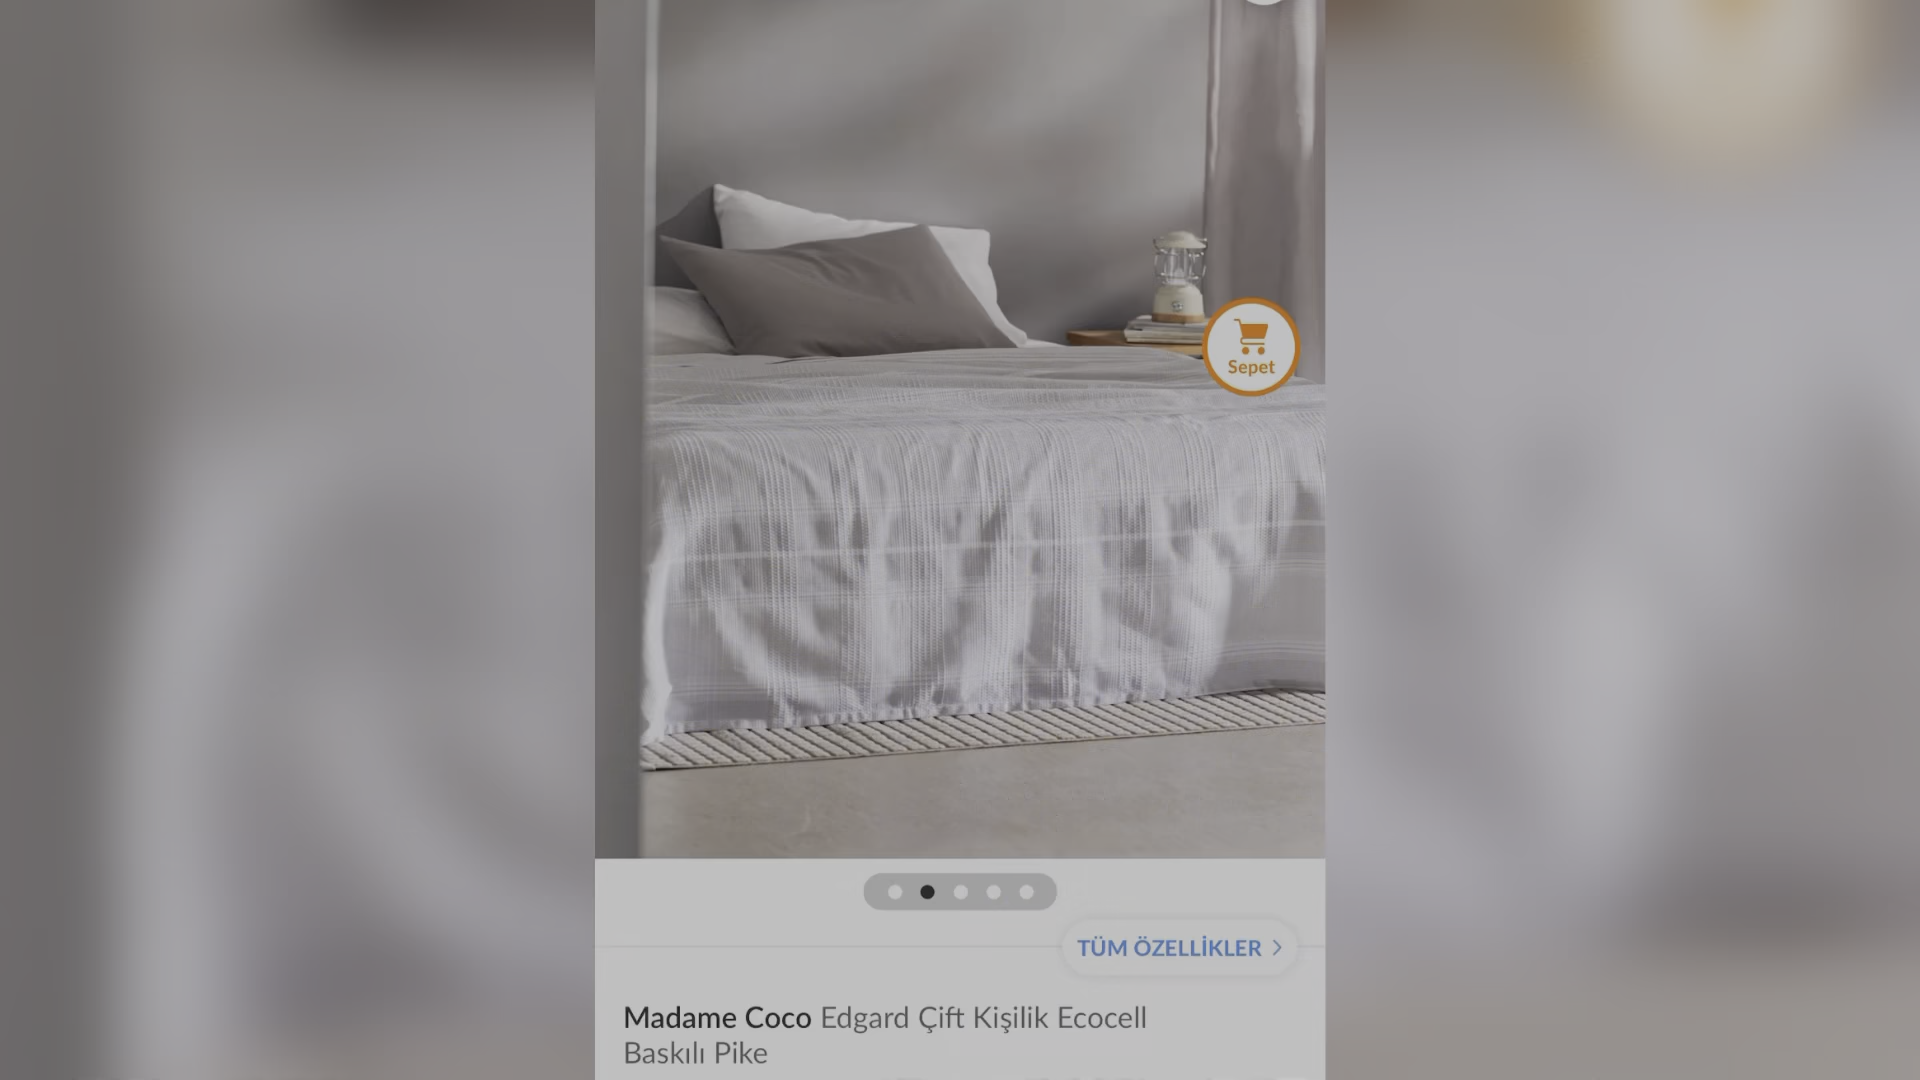 Sepet
TÜM ÖZELLİKLER
Madame Coco Edgard Çift Kişilik Ecocell
Baskılı Pike